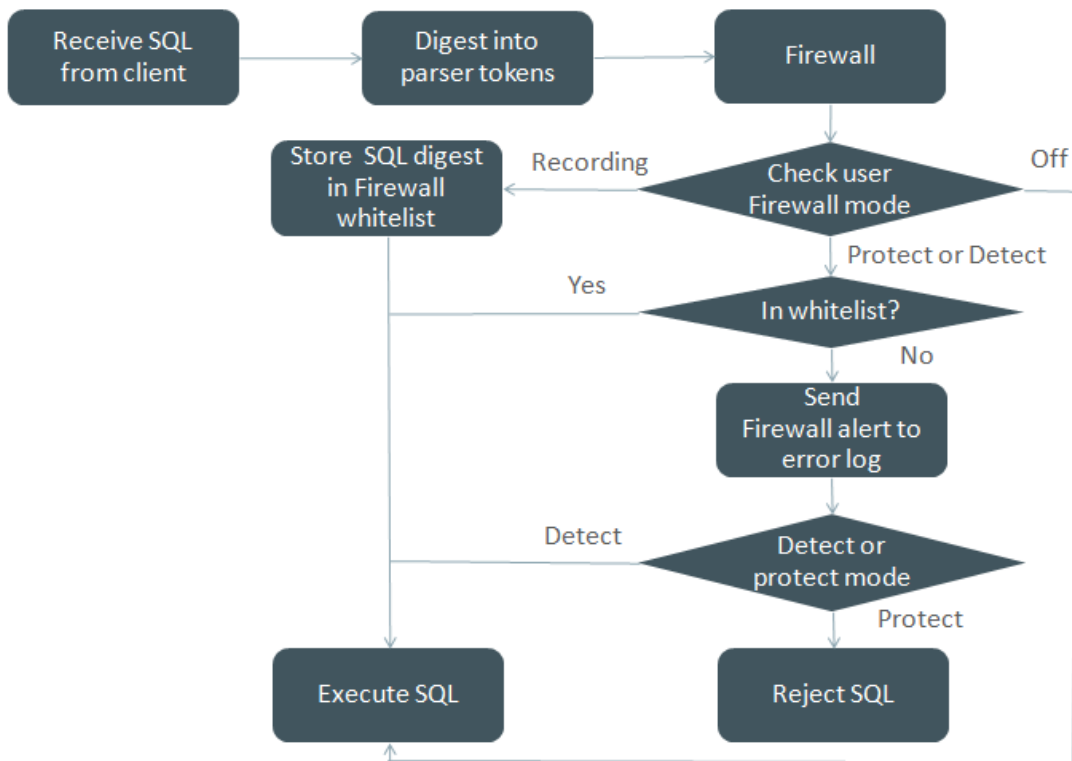 Receive SQL
from client
Digest into
parser tokens
Firewall
Store SQL digest
in Firewall
whitelist
Recording
Check user
Firewall mode
Off
Protect or Detect
Yes
In whitelist?
No
Send
Firewall alert to
error log
Detect
Detect or
protect mode
Protect
Execute SQL
Reject SQL